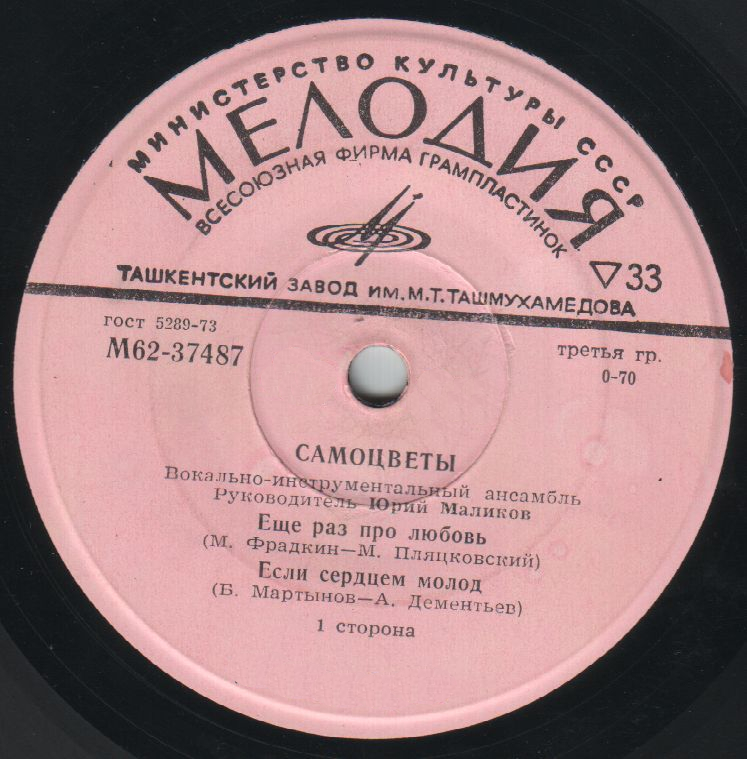 МИНИСТЕРСТВО КУЛЬТУРЫ СССР
МЕЛОДИЯ
ВСЕСОЮЗНАЯ ФИРМА ГРАМПЛАСТИНОК
▽33
ТАШКЕНТСКИЙ ЗАВОД ИМ. М.Т. ТАШМУХАМЕДОВА
гост 5289-73
М62-37487
третья гр.
0-70
САМОЦВЕТЫ
Вокально-инструментальный ансамбль
Руководитель Юрий Маликов
Еще раз про любовь
(М. Фрадкин—М. Пляцковский)
Если сердцем молод
(Б. Мартынов—А. Дементьев)
1 сторона